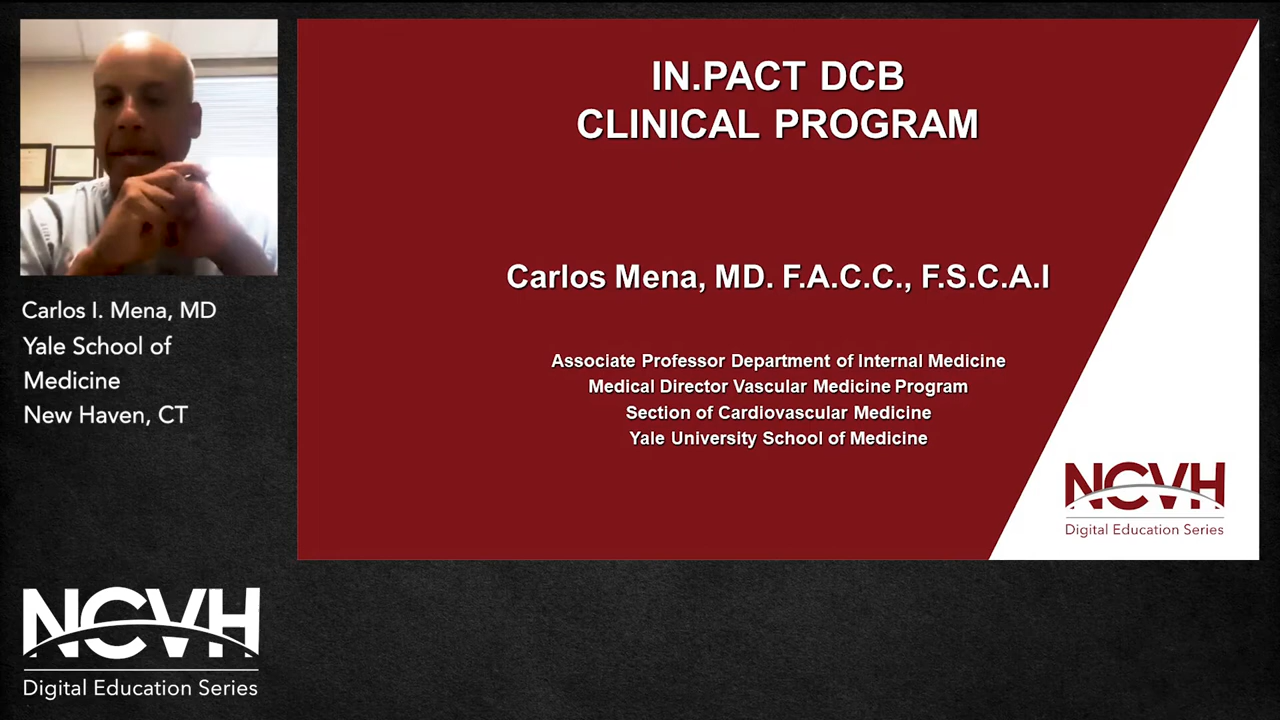 IN.PACT DCB
CLINICAL PROGRAM
Carlos Mena, MD. F.A.C.C., F.S.C.A.I
Associate Professor Department of Internal Medicine
Medical Director Vascular Medicine Program
Section of Cardiovascular Medicine
Yale University School of Medicine
NCVH
Digital Education Series
Carlos I. Mena, MD
Yale School of
Medicine
New Haven, CT
NCVH
Digital Education Series